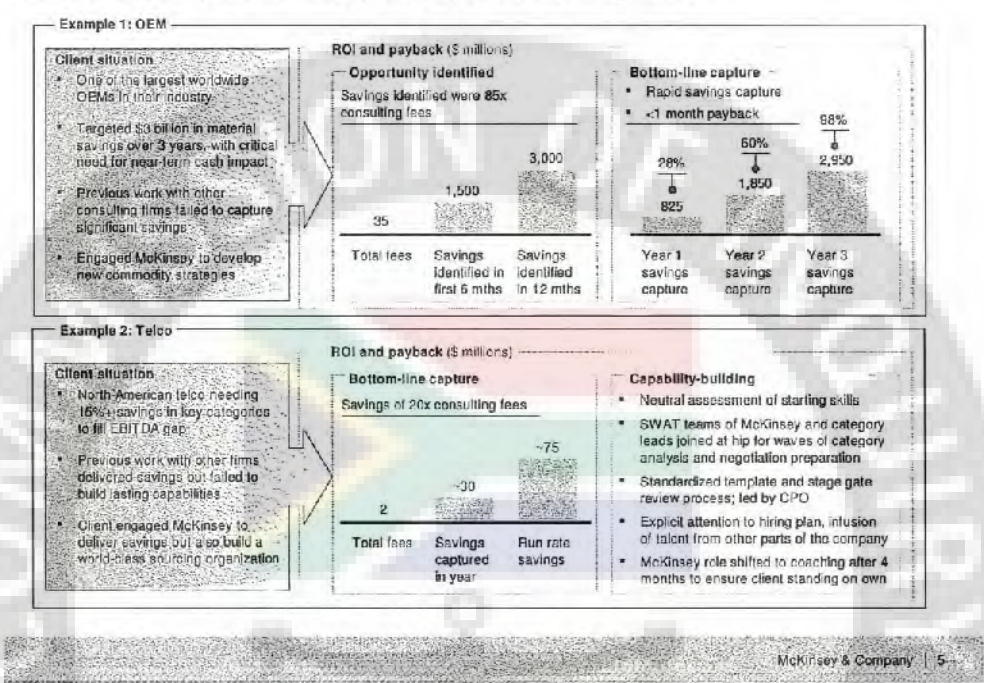 Example 1: OEM
Client situation
One of the largest worldwide
OEMs in their industry
Targeted $3 billion in material
savings over 3 years, with critical
need for near-term cash impact
Previous work with other
consulting firms failed to capture
significant savings
Engaged McKinsey to develop
new commodity strategies
ROI and payback ($ millions)
Opportunity identified
Savings identified were 85x
consulting fees
35
1,500
3,000
Total fees
Savings
identified in
first 6 mths
Savings
identified
in 12 mths
Bottom-line capture
Rapid savings capture
<1 month payback
28%
825
60%
1,850
98%
2,950
Year 1
savings
capture
Year 2
savings
capture
Year 3
savings
capture
Example 2: Telco
Client situation
North American telco needing
15%+ savings in key categories
to fill EBITDA gap
Previous work with other firms
delivered savings but failed to
build lasting capabilities
Client engaged McKinsey to
deliver savings but also build a
world-class sourcing organization
ROI and payback ($ millions)
Bottom-line capture
Savings of 20x consulting fees
2
~30
~75
Total fees
Savings
captured
in year
Run rate
savings
Capability-building
Neutral assessment of starting skills
SWAT teams of McKinsey and category
leads joined at hip for waves of category
analysis and negotiation preparation
Standardized template and stage gate
review process; led by CPO
Explicit attention to hiring plan, infusion
of talent from other parts of the company
McKinsey role shifted to coaching after 4
months to ensure client standing on own
McKinsey & Company | 5